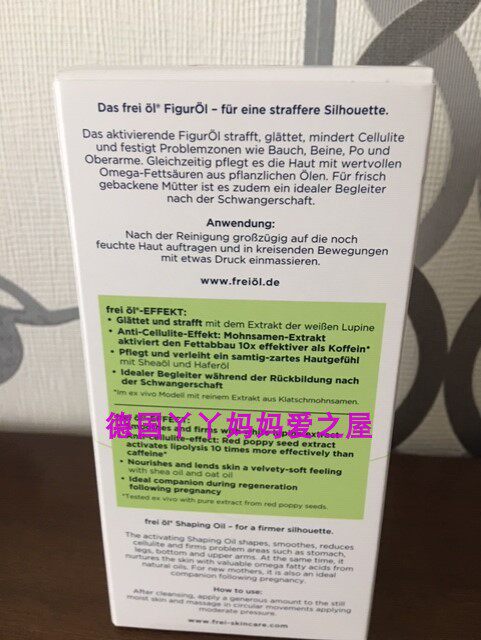 Das frei öl® FigurÖl – für eine straffere Silhouette.
Das aktivierende FigurÖl strafft, glättet, mindert Cellulite
und festigt Problemzonen wie Bauch, Beine, Po und
Oberarme. Gleichzeitig pflegt es die Haut mit wertvollen
Omega-Fettsäuren aus pflanzlichen Ölen. Für frisch
gebackene Mütter ist es zudem ein idealer Begleiter
nach der Schwangerschaft.
Anwendung:
Nach der Reinigung großzügig auf die noch
feuchte Haut auftragen und in kreisenden Bewegungen
mit etwas Druck einmassieren.
www.freiöl.de
frei öl®-EFFEKT:
• Glättet und strafft mit dem Extrakt der weißen Lupine
• Anti-Cellulite-Effekt: Mohnsamen-Extrakt
aktiviert den Fettabbau 10x effektiver als Koffein*
• Pflegt und verleiht ein samtig-zartes Hautgefühl
mit Sheaöl und Haferöl
• Idealer Begleiter während der Rückbildung nach
der Schwangerschaft
*Im ex vivo Modell mit reinem Extrakt aus Klatschmohnsamen.
德国丫丫妈妈爱之屋
and firms with
Anti-cellulite-effect: Red poppy seed extract
activates lipolysis 10 times more effectively than
caffeine*
• Nourishes and lends skin a velvety-soft feeling
with shea oil and oat oil
• Ideal companion during regeneration
following pregnancy
*Tested ex vivo with pure extract from red poppy seeds.
frei öl® Shaping Oil – for a firmer silhouette.
The activating Shaping Oil shapes, smoothes, reduces
cellulite and firms problem areas such as stomach,
legs, bottom and upper arms. At the same time, it
nurtures the skin with valuable omega fatty acids from
natural oils. For new mothers, it is also an ideal
companion following pregnancy.
How to use:
After cleansing, apply a generous amount to the still
moist skin and massage in circular movements applying
moderate pressure.
www.frei-skincare.com